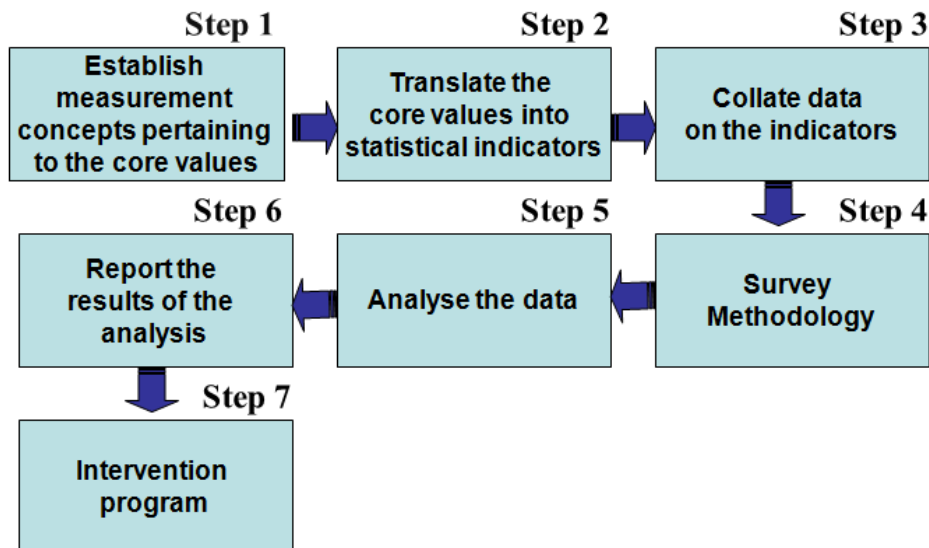 Step 1
Establish
measurement
concepts pertaining
to the core values
Step 2
Translate the
core values into
statistical indicators
Step 3
Collate data
on the indicators
Step 4
Survey
Methodology
Step 5
Analyse the data
Step 6
Report the
results of the
analysis
Step 7
Intervention
program